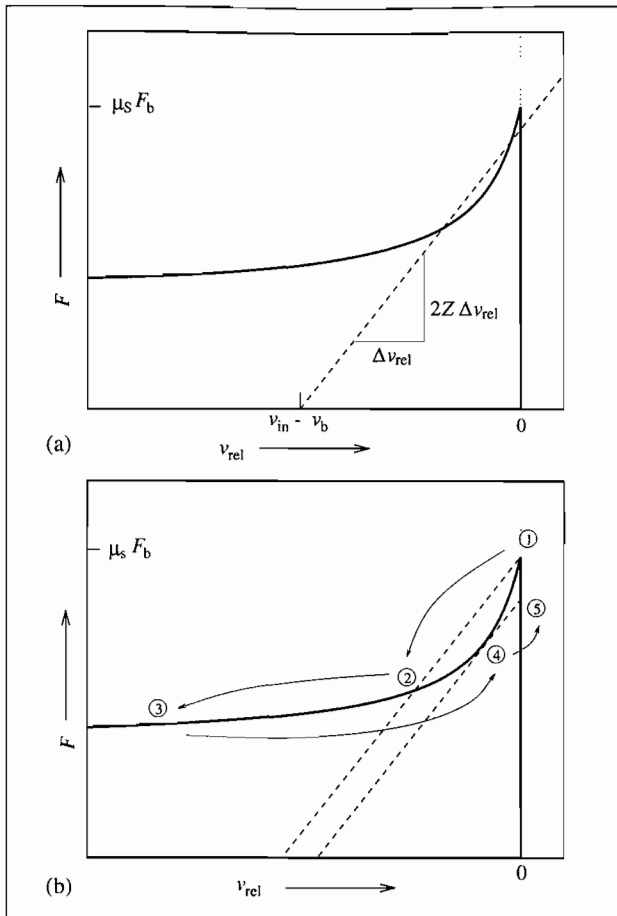 μS Fb
F
2Z Δvrel
Δvrel
vin - vb
0
(a)
vrel
μs Fb
①
⑤
④
②
③
F
0
(b)
vrel